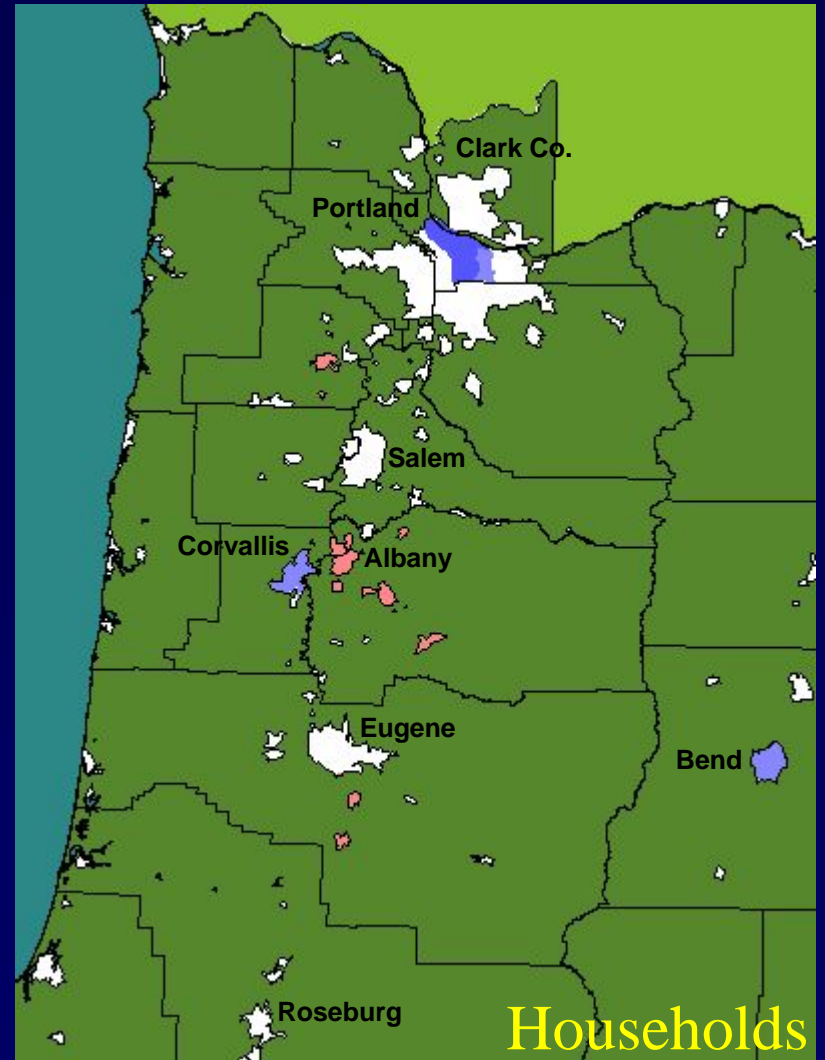 Clark Co.
Portland
Salem
Corvallis
Albany
Eugene
Bend
Roseburg
Households